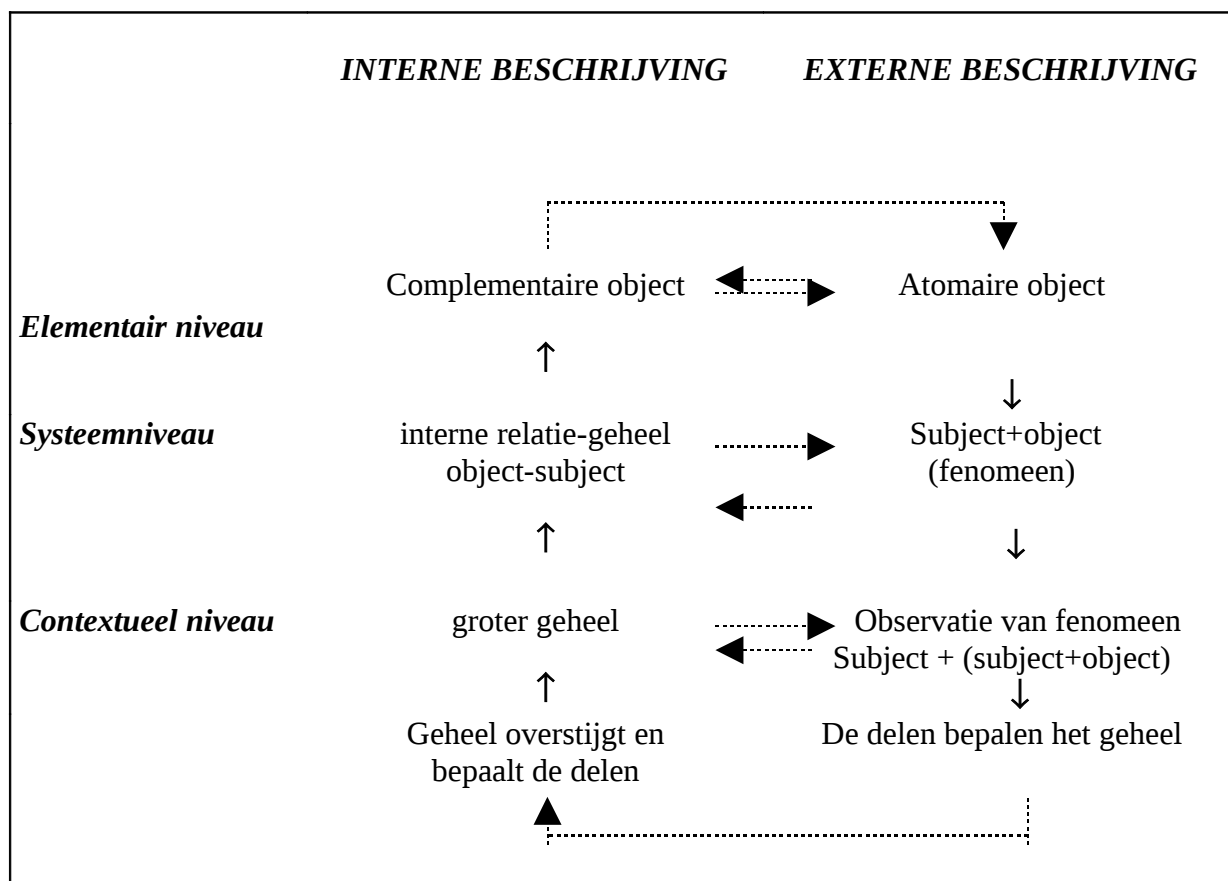 INTERNE BESCHRIJVING EXTERNE BESCHRIJVING
Complementaire object Atomaire object
Elementair niveau
Systeemniveau interne relatie-geheel Subject+object
object-subject (fenomeen)
Contextueel niveau groter geheel Observatie van fenomeen
Subject + (subject+object)
Geheel overstijgt en De delen bepalen het geheel
bepaalt de delen